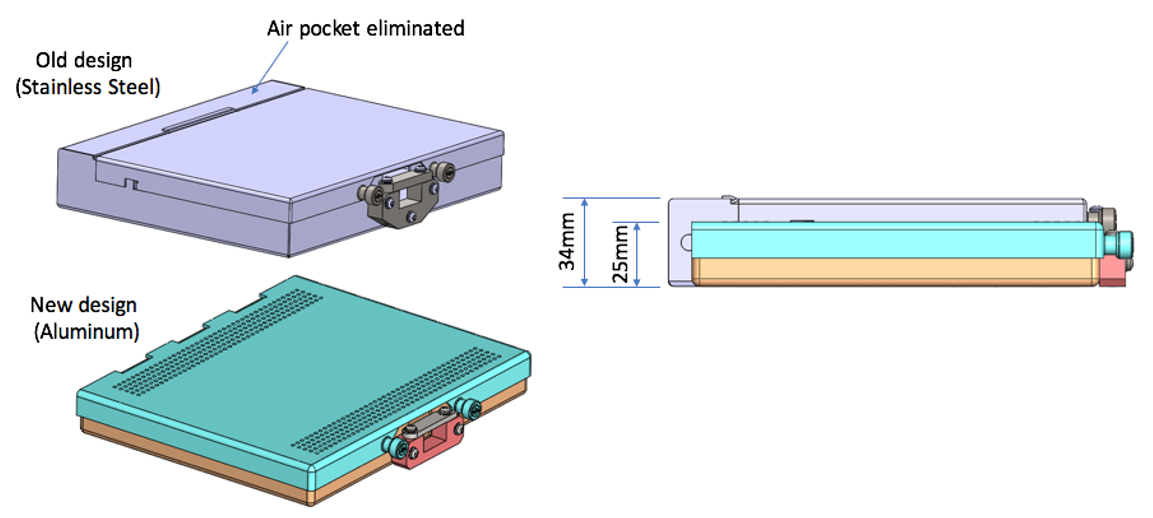 Air pocket eliminated
Old design
(Stainless Steel)
New design
(Aluminum)
34mm
25mm